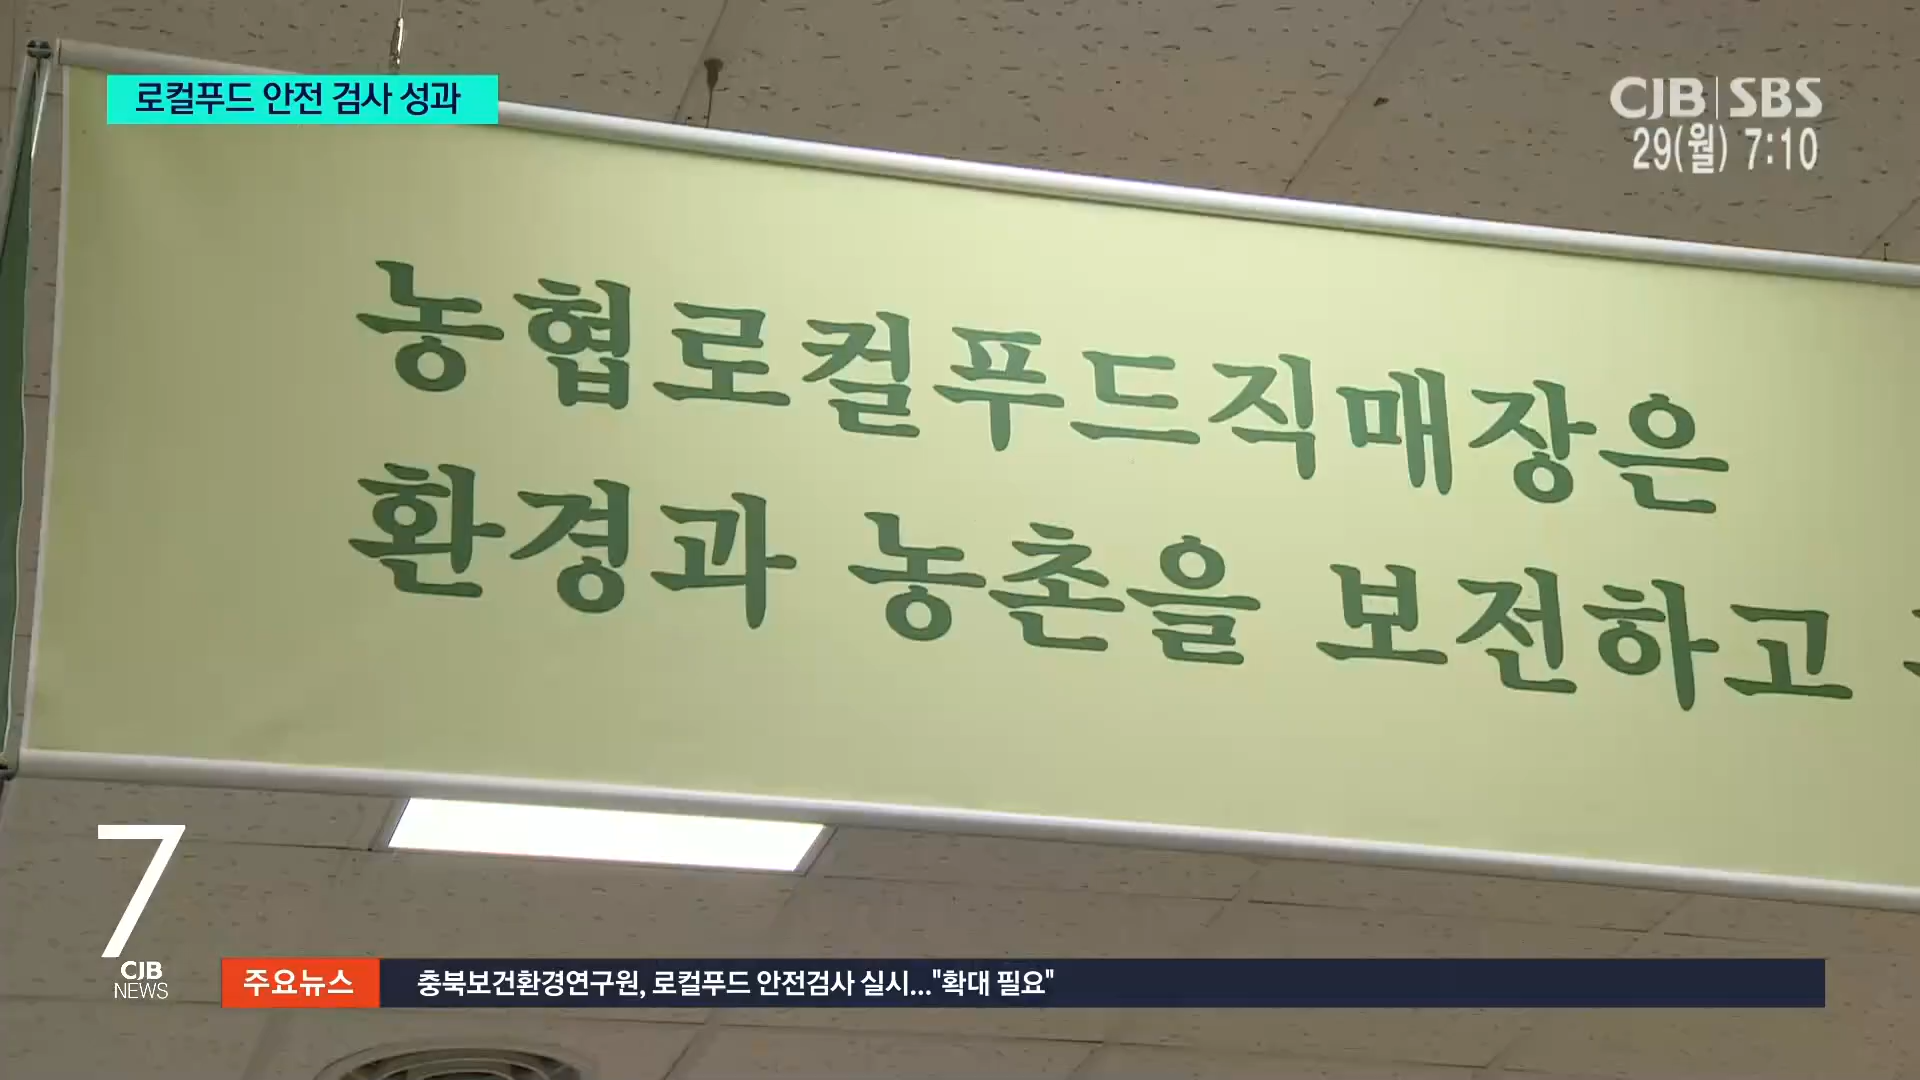 로컬푸드 안전 검사 성과
CJB SBS
29(월) 7:10
농협로컬푸드직매장은
환경과 농촌을 보전하고
7
CJB
NEWS
주요뉴스
충북보건환경연구원, 로컬푸드 안전검사 실시..."확대 필요"